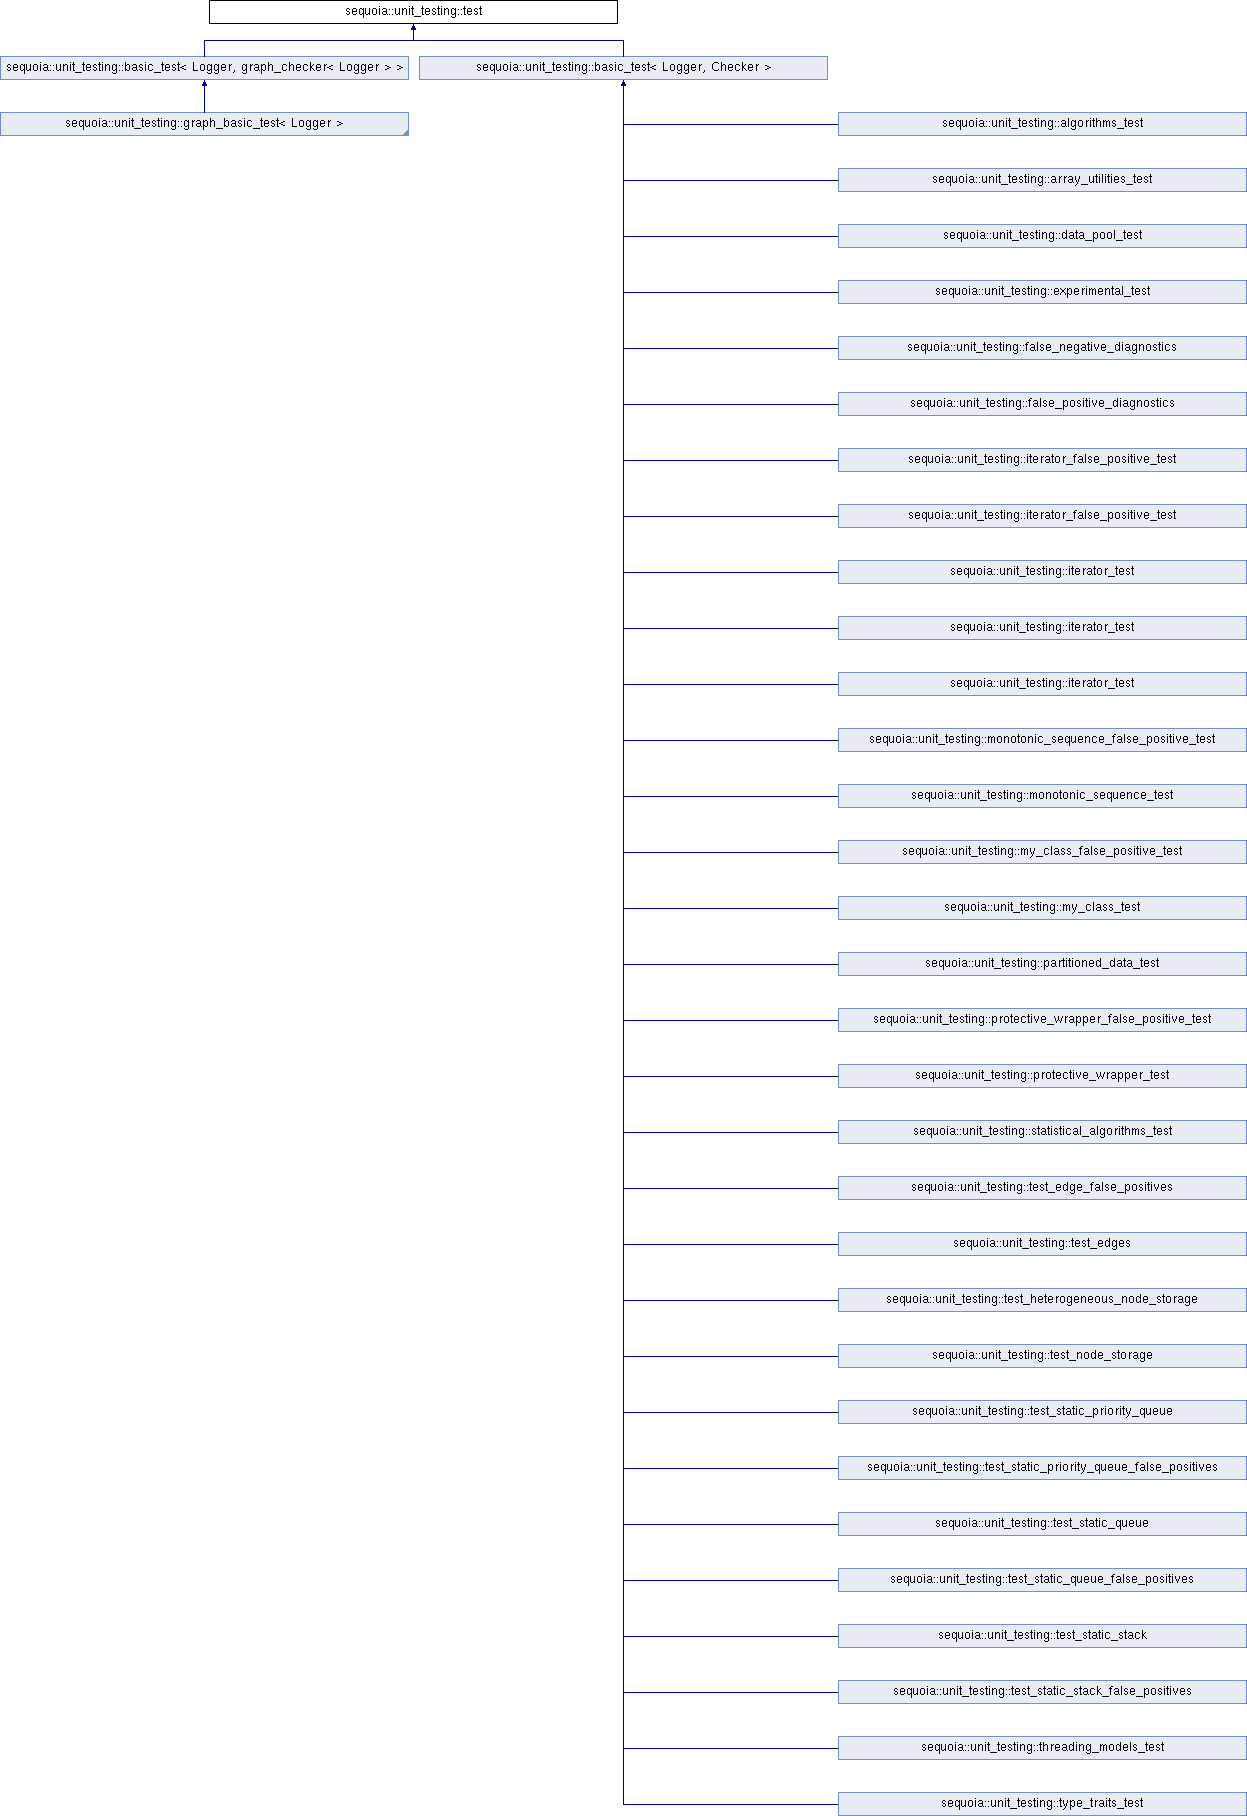 sequoia::unit_testing::test
sequoia::unit_testing::basic_test< Logger, graph_checker< Logger > >
sequoia::unit_testing::basic_test< Logger, Checker >
sequoia::unit_testing::graph_basic_test< Logger >
sequoia::unit_testing::algorithms_test
sequoia::unit_testing::array_utilities_test
sequoia::unit_testing::data_pool_test
sequoia::unit_testing::experimental_test
sequoia::unit_testing::false_negative_diagnostics
sequoia::unit_testing::false_positive_diagnostics
sequoia::unit_testing::iterator_false_positive_test
sequoia::unit_testing::iterator_false_positive_test
sequoia::unit_testing::iterator_test
sequoia::unit_testing::iterator_test
sequoia::unit_testing::iterator_test
sequoia::unit_testing::monotonic_sequence_false_positive_test
sequoia::unit_testing::monotonic_sequence_test
sequoia::unit_testing::my_class_false_positive_test
sequoia::unit_testing::my_class_test
sequoia::unit_testing::partitioned_data_test
sequoia::unit_testing::protective_wrapper_false_positive_test
sequoia::unit_testing::protective_wrapper_test
sequoia::unit_testing::statistical_algorithms_test
sequoia::unit_testing::test_edge_false_positives
sequoia::unit_testing::test_edges
sequoia::unit_testing::test_heterogeneous_node_storage
sequoia::unit_testing::test_node_storage
sequoia::unit_testing::test_static_priority_queue
sequoia::unit_testing::test_static_priority_queue_false_positives
sequoia::unit_testing::test_static_queue
sequoia::unit_testing::test_static_queue_false_positives
sequoia::unit_testing::test_static_stack
sequoia::unit_testing::test_static_stack_false_positives
sequoia::unit_testing::threading_models_test
sequoia::unit_testing::type_traits_test